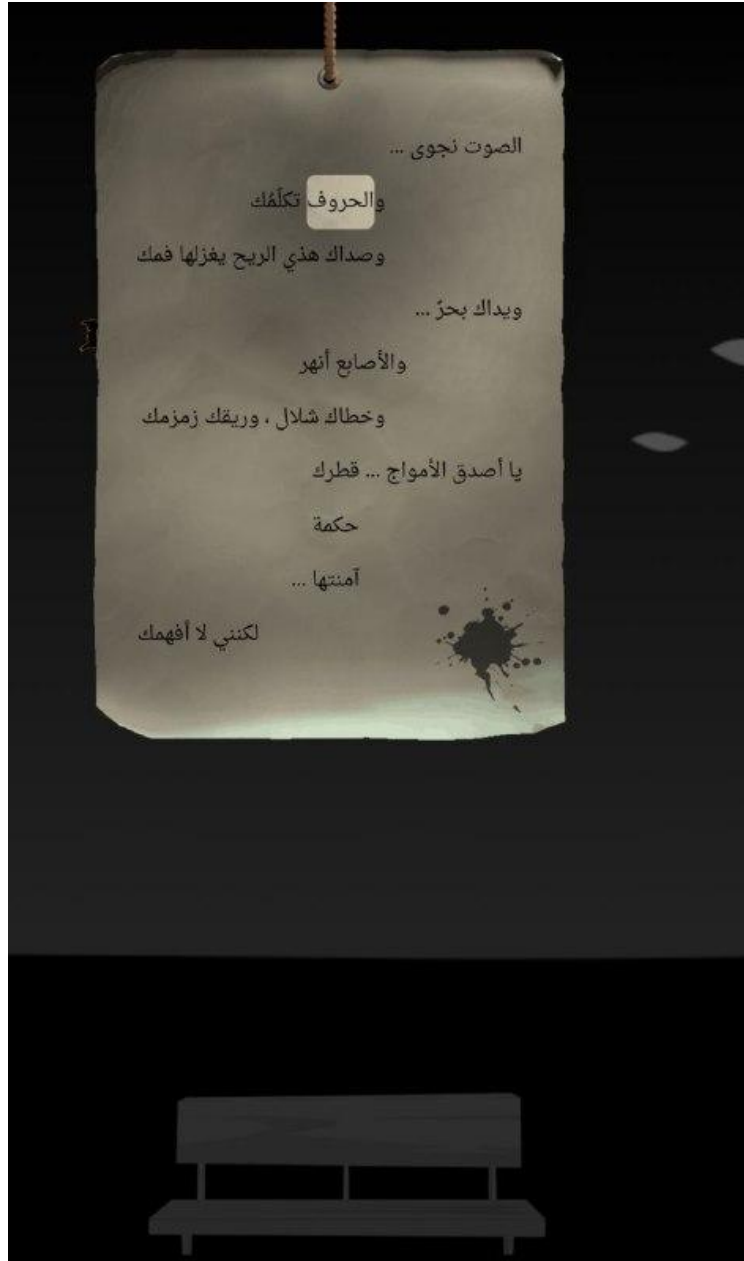 الصوت نجوى ...
والحروف تكلّمُك
وصداك هذي الريح يغزلها فمك
ويداك بحرٌ ...
والأصابع أنهر
وخطاك شلال ، وريقك زمزمك
يا أصدق الأمواج ... قطرك
حكمة
آمنتها ...
لكنني لا أفهمك